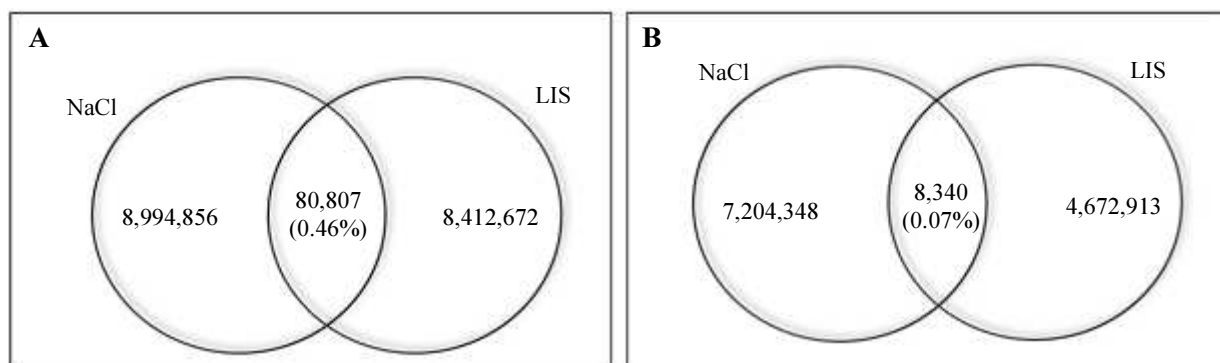 A
NaCl
LIS
8,994,856
80,807
(0.46%)
8,412,672
B
NaCl
LIS
7,204,348
8,340
(0.07%)
4,672,913